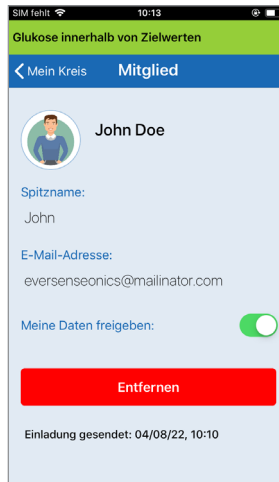 SIM fehlt 10:13
Glukose innerhalb von Zielwerten
Mein Kreis Mitglied
John Doe
Spitzname:
John
E-Mail-Adresse:
eversenseonics@mailinator.com
Meine Daten freigeben:
Entfernen
Einladung gesendet: 04/08/22, 10:10